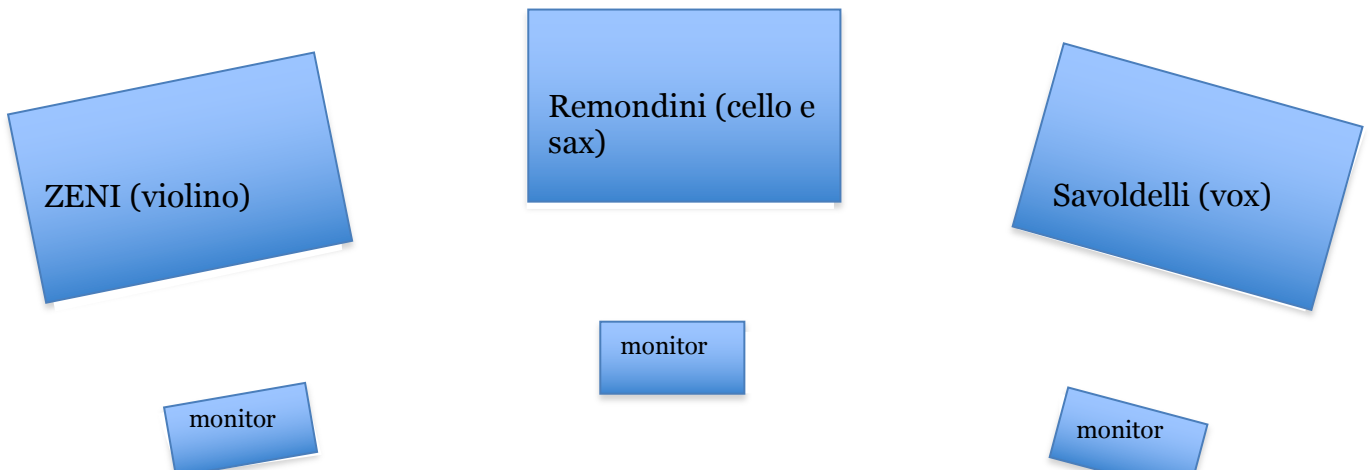 Remondini (cello e
sax)
ZENI (violino)
Savoldelli (vox)
monitor
monitor
monitor